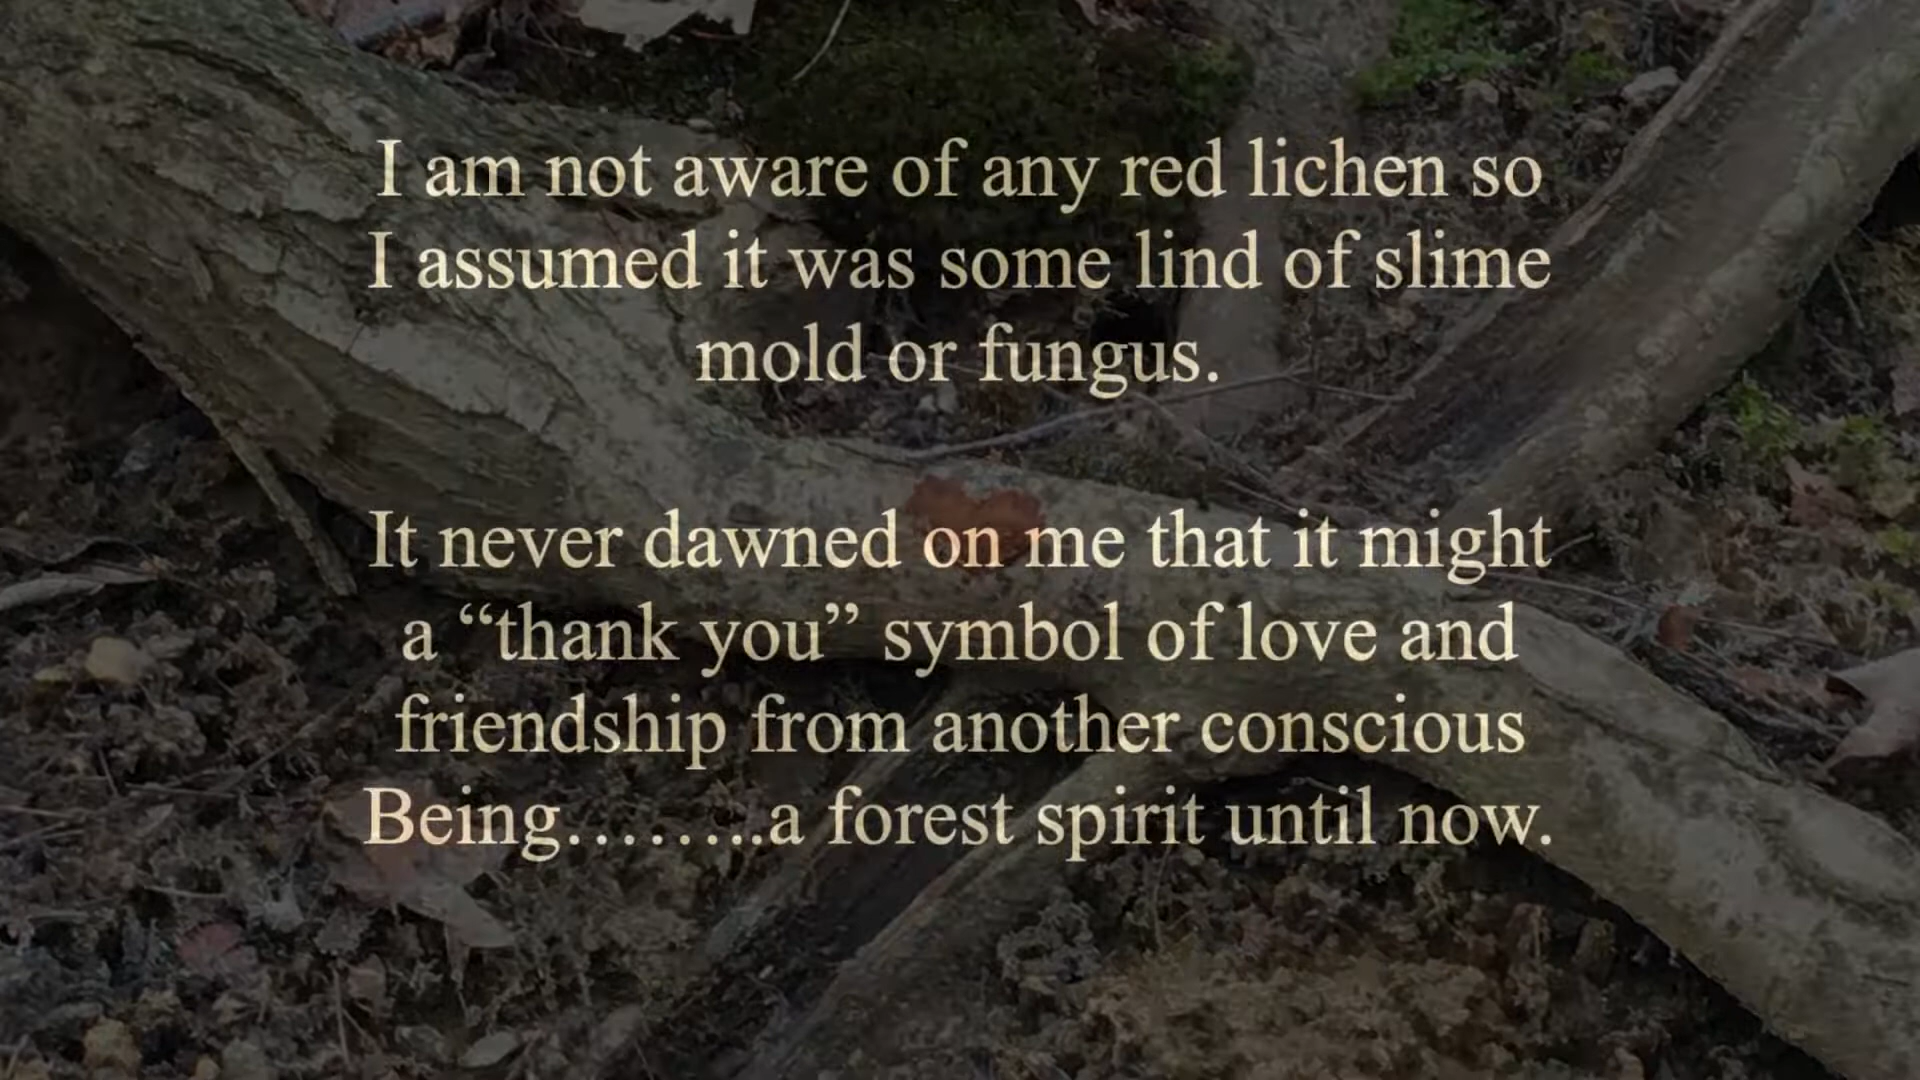 I am not aware of any red lichen so
I assumed it was some lind of slime
mold or fungus.
It never dawned on me that it might
a “thank you” symbol of love and
friendship from another conscious
Being……..a forest spirit until now.